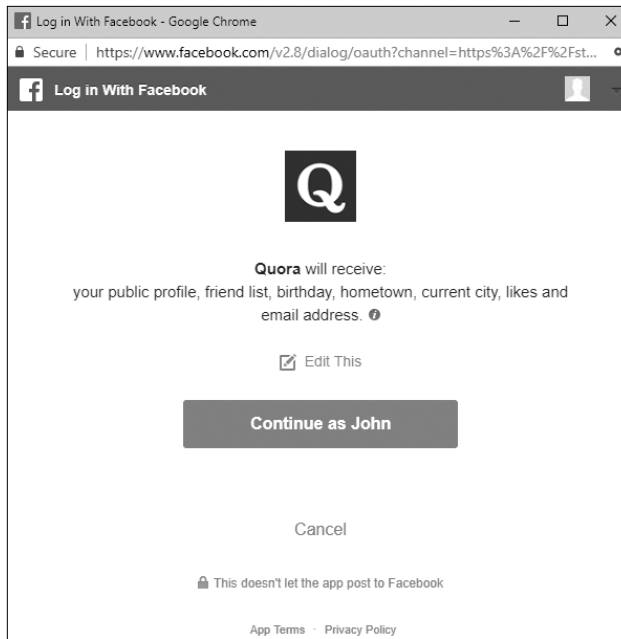 Log in With Facebook - Google Chrome
Secure | https://www.facebook.com/v2.8/dialog/oauth?channel=https%3A%2F%2Fst...
f Log in With Facebook
Q
Quora will receive:
your public profile, friend list, birthday, hometown, current city, likes and
email address.
Edit This
Continue as John
Cancel
This doesn't let the app post to Facebook
App Terms · Privacy Policy